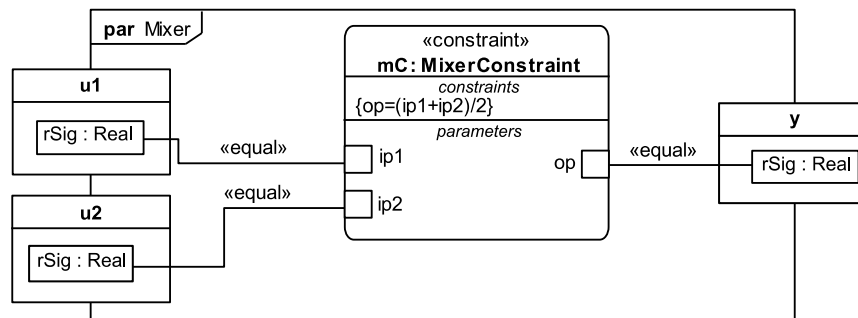 par Mixer
«constraint»
mC: MixerConstraint
constraints
{op=(ip1+ip2)/2}
parameters
u1
rSig : Real
«equal»
ip1
op
«equal»
y
rSig : Real
u2
rSig : Real
«equal»
ip2